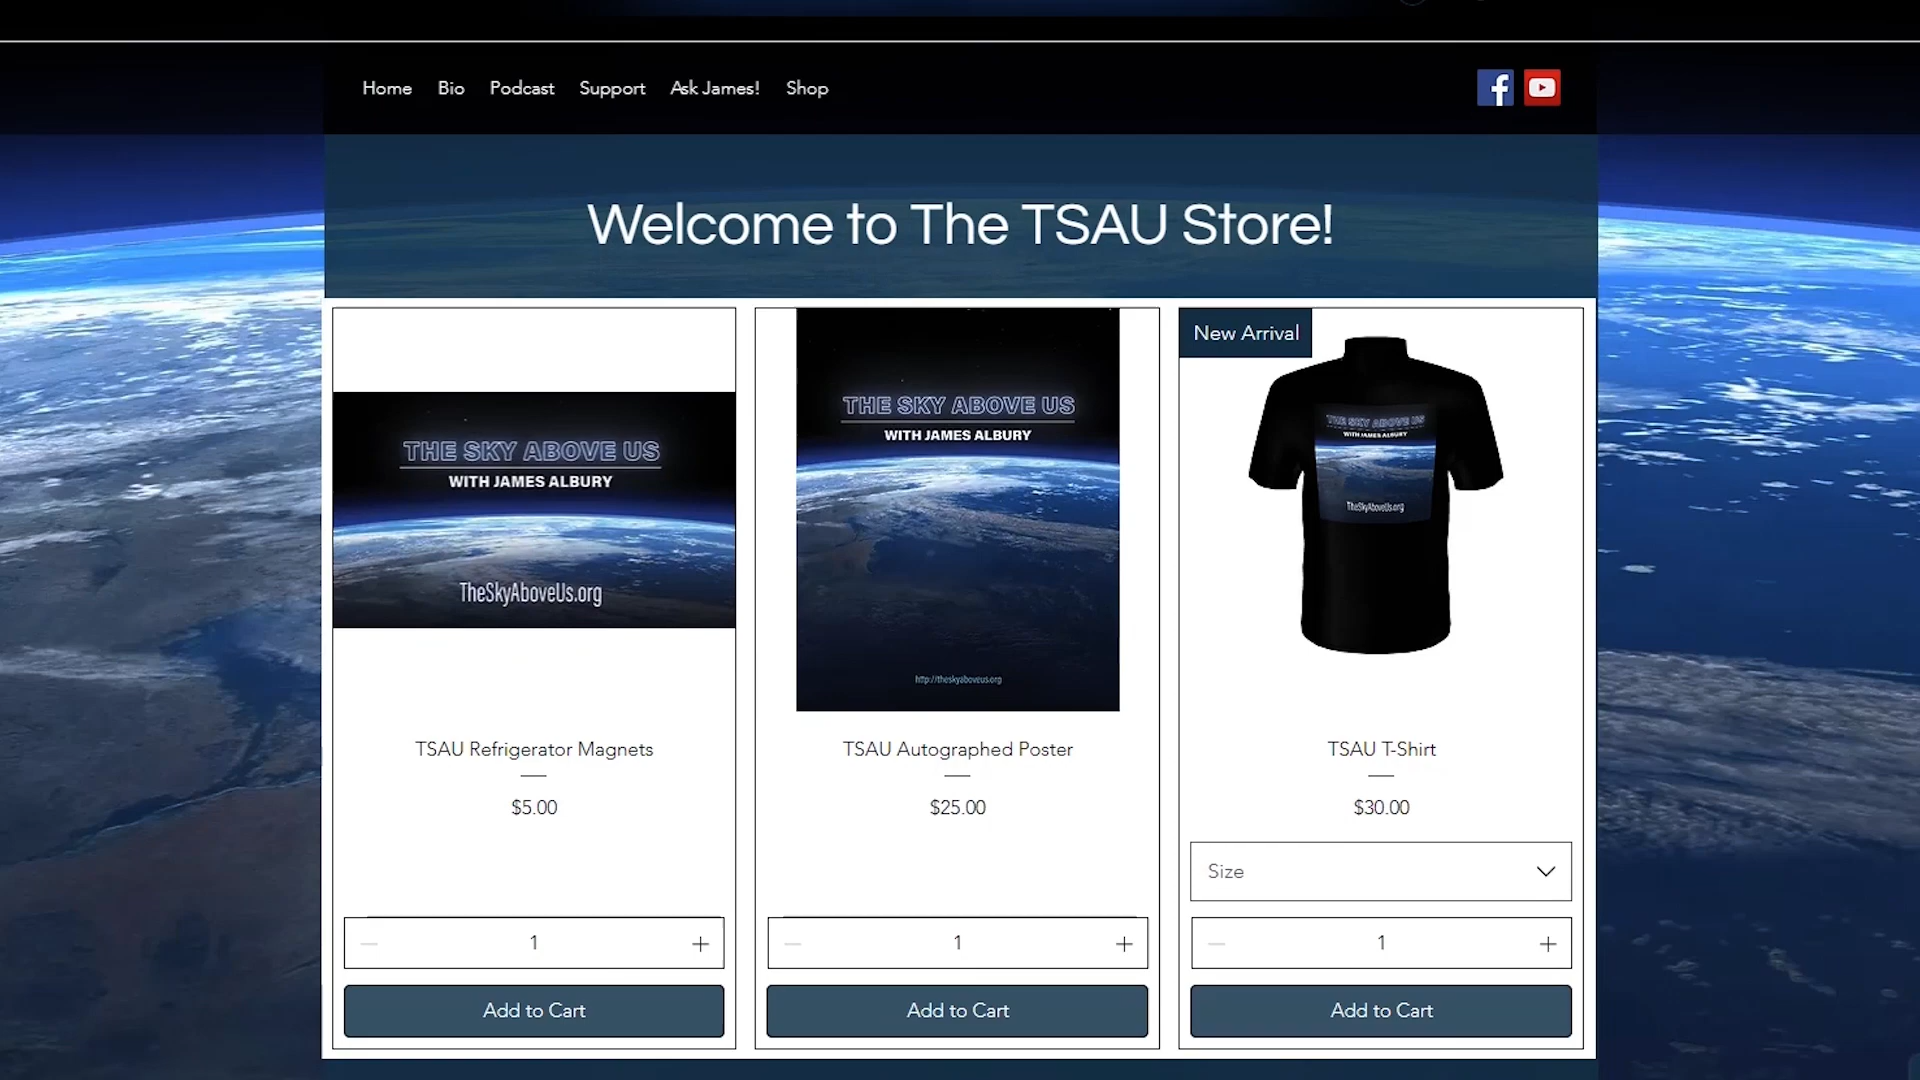 Home Bio Podcast Support Ask James! Shop
Welcome to The TSAU Store!
THE SKY ABOVE US
WITH JAMES ALBURY
TheSkyAboveUs.org
TSAU Refrigerator Magnets
$5.00
1
Add to Cart
THE SKY ABOVE US
WITH JAMES ALBURY
http://theskyaboveus.org
TSAU Autographed Poster
$25.00
1
Add to Cart
New Arrival
THE SKY ABOVE US
WITH JAMES ALBURY
TheSkyAboveUs.org
TSAU T-Shirt
$30.00
Size
1
Add to Cart